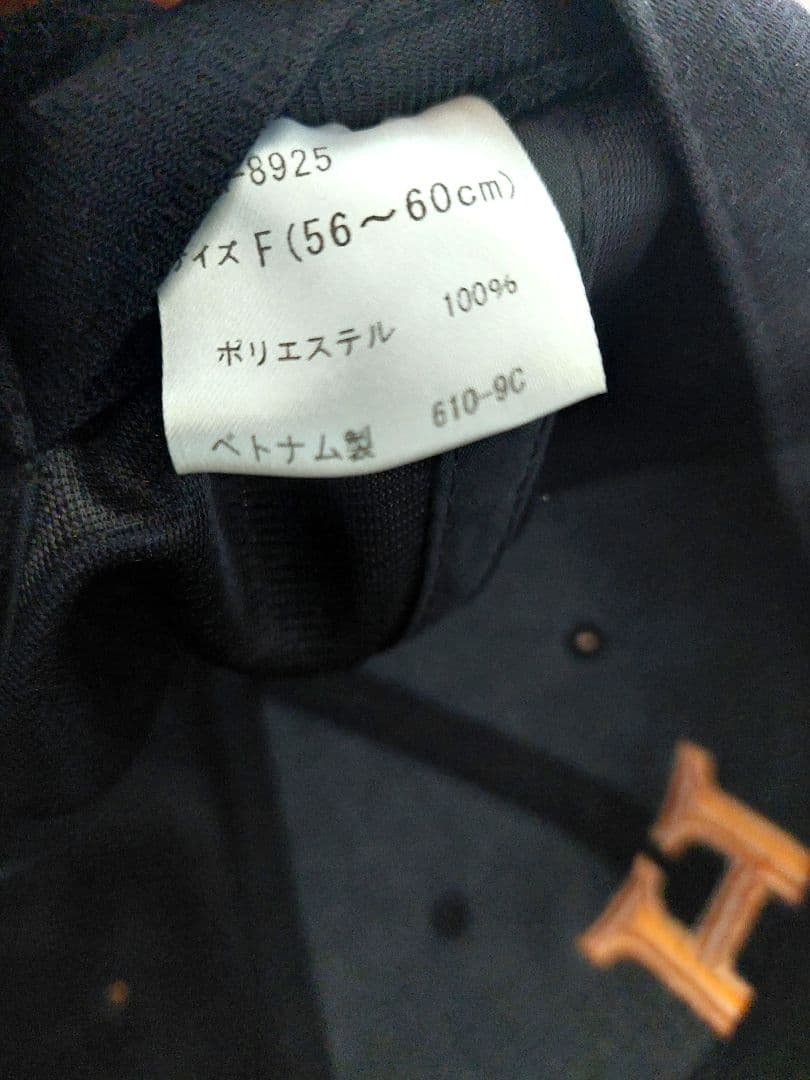 -8925
サイズ F(56～60cm)
ポリエステル 100%
ベトナム製 610-9C
H